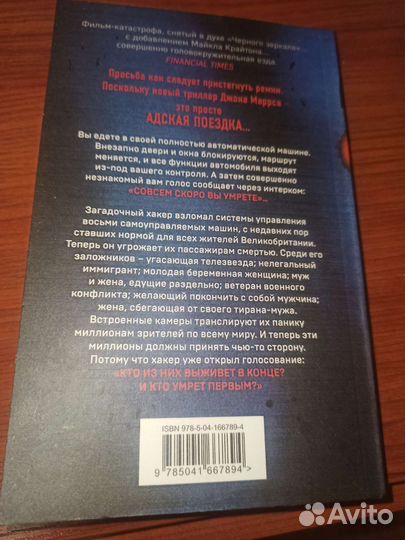 Фильм-катастрофа, снятый в духе «Черного зеркала»
с добавлением Майкла Крайтона...
совершенно головокружительная езда.
FINANCIAL TIMES
Просьба как следует пристегнуть ремни.
Поскольку новый триллер Джона Маррса –
это просто
АДСКАЯ ПОЕЗДКА...
Вы едете в своей полностью автоматической машине.
Внезапно двери и окна блокируются, маршрут
меняется, и все функции автомобиля выходят
из-под вашего контроля. А затем совершенно
незнакомый вам голос сообщает через интерком:
«СОВСЕМ СКОРО ВЫ УМРЕТЕ»...
Загадочный хакер взломал системы управления
восьми самоуправляемых машин, с недавних пор
ставших нормой для всех жителей Великобритании.
Теперь он угрожает их пассажирам смертью. Среди его
заложников – угасающая телезвезда; нелегальный
иммигрант; молодая беременная женщина; муж
и жена, едущие раздельно; ветеран военного
конфликта; желающий покончить с собой мужчина;
жена, сбегающая от своего тирана-мужа.
Встроенные камеры транслируют их панику
миллионам зрителей по всему миру. И теперь эти
миллионы должны принять чью-то сторону.
Потому что хакер уже открыл голосование:
«КТО ИЗ НИХ ВЫЖИВЕТ В КОНЦЕ?
И КТО УМРЕТ ПЕРВЫМ?»
ISBN 978-5-04-166789-4
9 785041 667894 >
Avito